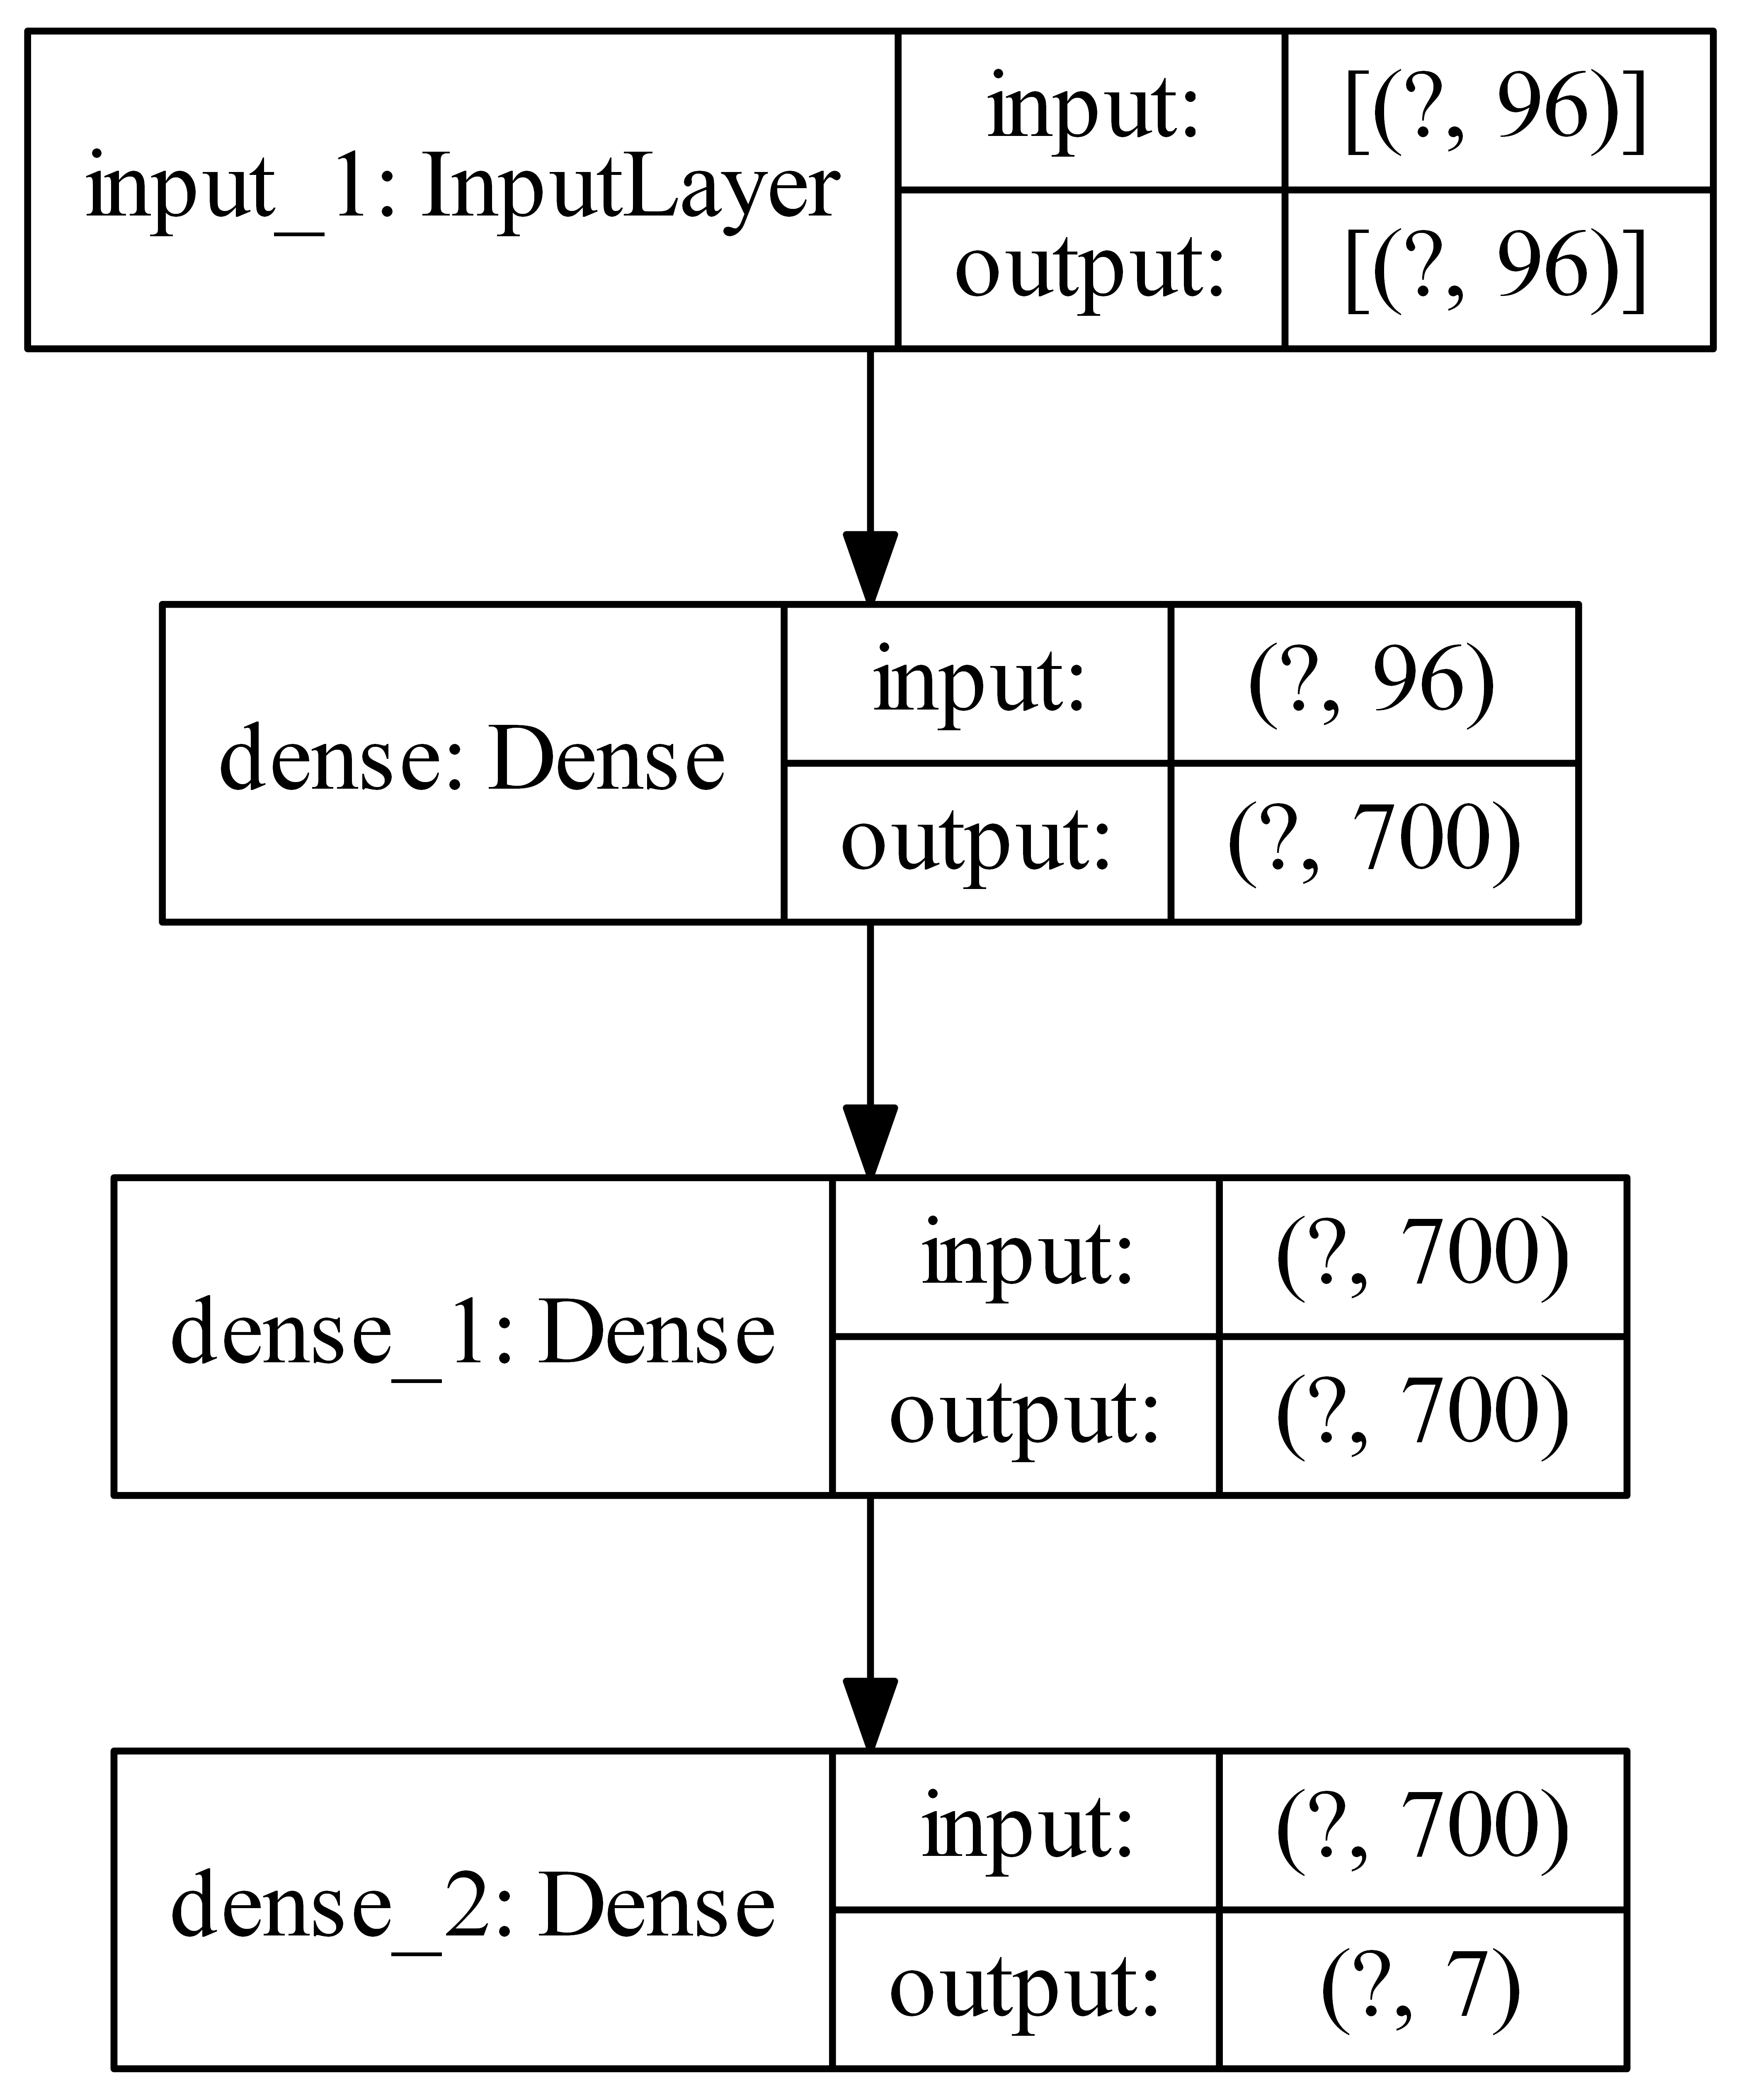 input_1: InputLayer
input: [(?, 96)]
output: [(?, 96)]
dense: Dense
input: (?, 96)
output: (?, 700)
dense_1: Dense
input: (?, 700)
output: (?, 700)
dense_2: Dense
input: (?, 700)
output: (?, 7)